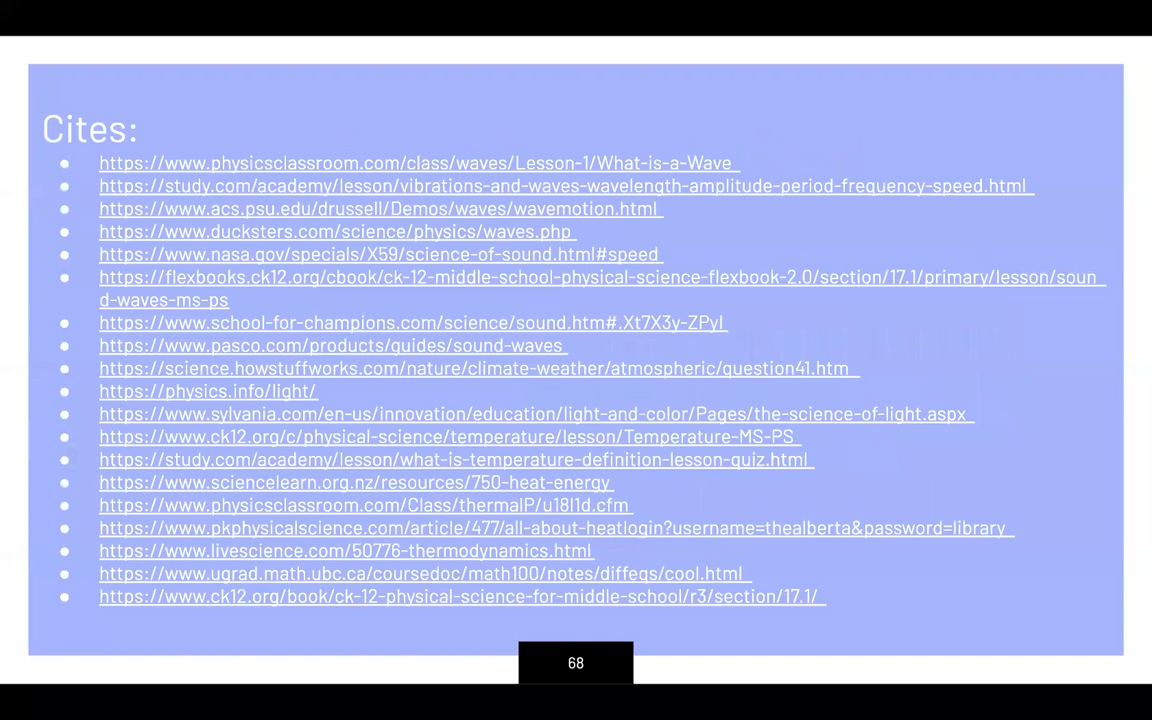 Cites:
● https://www.physicsclassroom.com/class/waves/Lesson-1/What-is-a-Wave
● https://study.com/academy/lesson/vibrations-and-waves-wavelength-amplitude-period-frequency-speed.html
● https://www.acs.psu.edu/drussell/Demos/waves/wavemotion.html
● https://www.ducksters.com/science/physics/waves.php
● https://www.nasa.gov/specials/X59/science-of-sound.html#speed
● https://flexbooks.ck12.org/cbook/ck-12-middle-school-physical-science-flexbook-2.0/section/17.1/primary/lesson/soun
d-waves-ms-ps
● https://www.school-for-champions.com/science/sound.htm#.Xt7X3y-ZPyI
● https://www.pasco.com/products/guides/sound-waves
● https://science.howstuffworks.com/nature/climate-weather/atmospheric/question41.htm
● https://physics.info/light/
● https://www.sylvania.com/en-us/innovation/education/light-and-color/Pages/the-science-of-light.aspx
● https://www.ck12.org/c/physical-science/temperature/lesson/Temperature-MS-PS
● https://study.com/academy/lesson/what-is-temperature-definition-lesson-quiz.html
● https://www.sciencelearn.org.nz/resources/750-heat-energy
● https://www.physicsclassroom.com/Class/thermalP/u18l1d.cfm
● https://www.pkphysicalscience.com/article/477/all-about-heatlogin?username=thealberta&password=library
● https://www.livescience.com/50776-thermodynamics.html
● https://www.ugrad.math.ubc.ca/coursedoc/math100/notes/diffeqs/cool.html
● https://www.ck12.org/book/ck-12-physical-science-for-middle-school/r3/section/17.1/
68